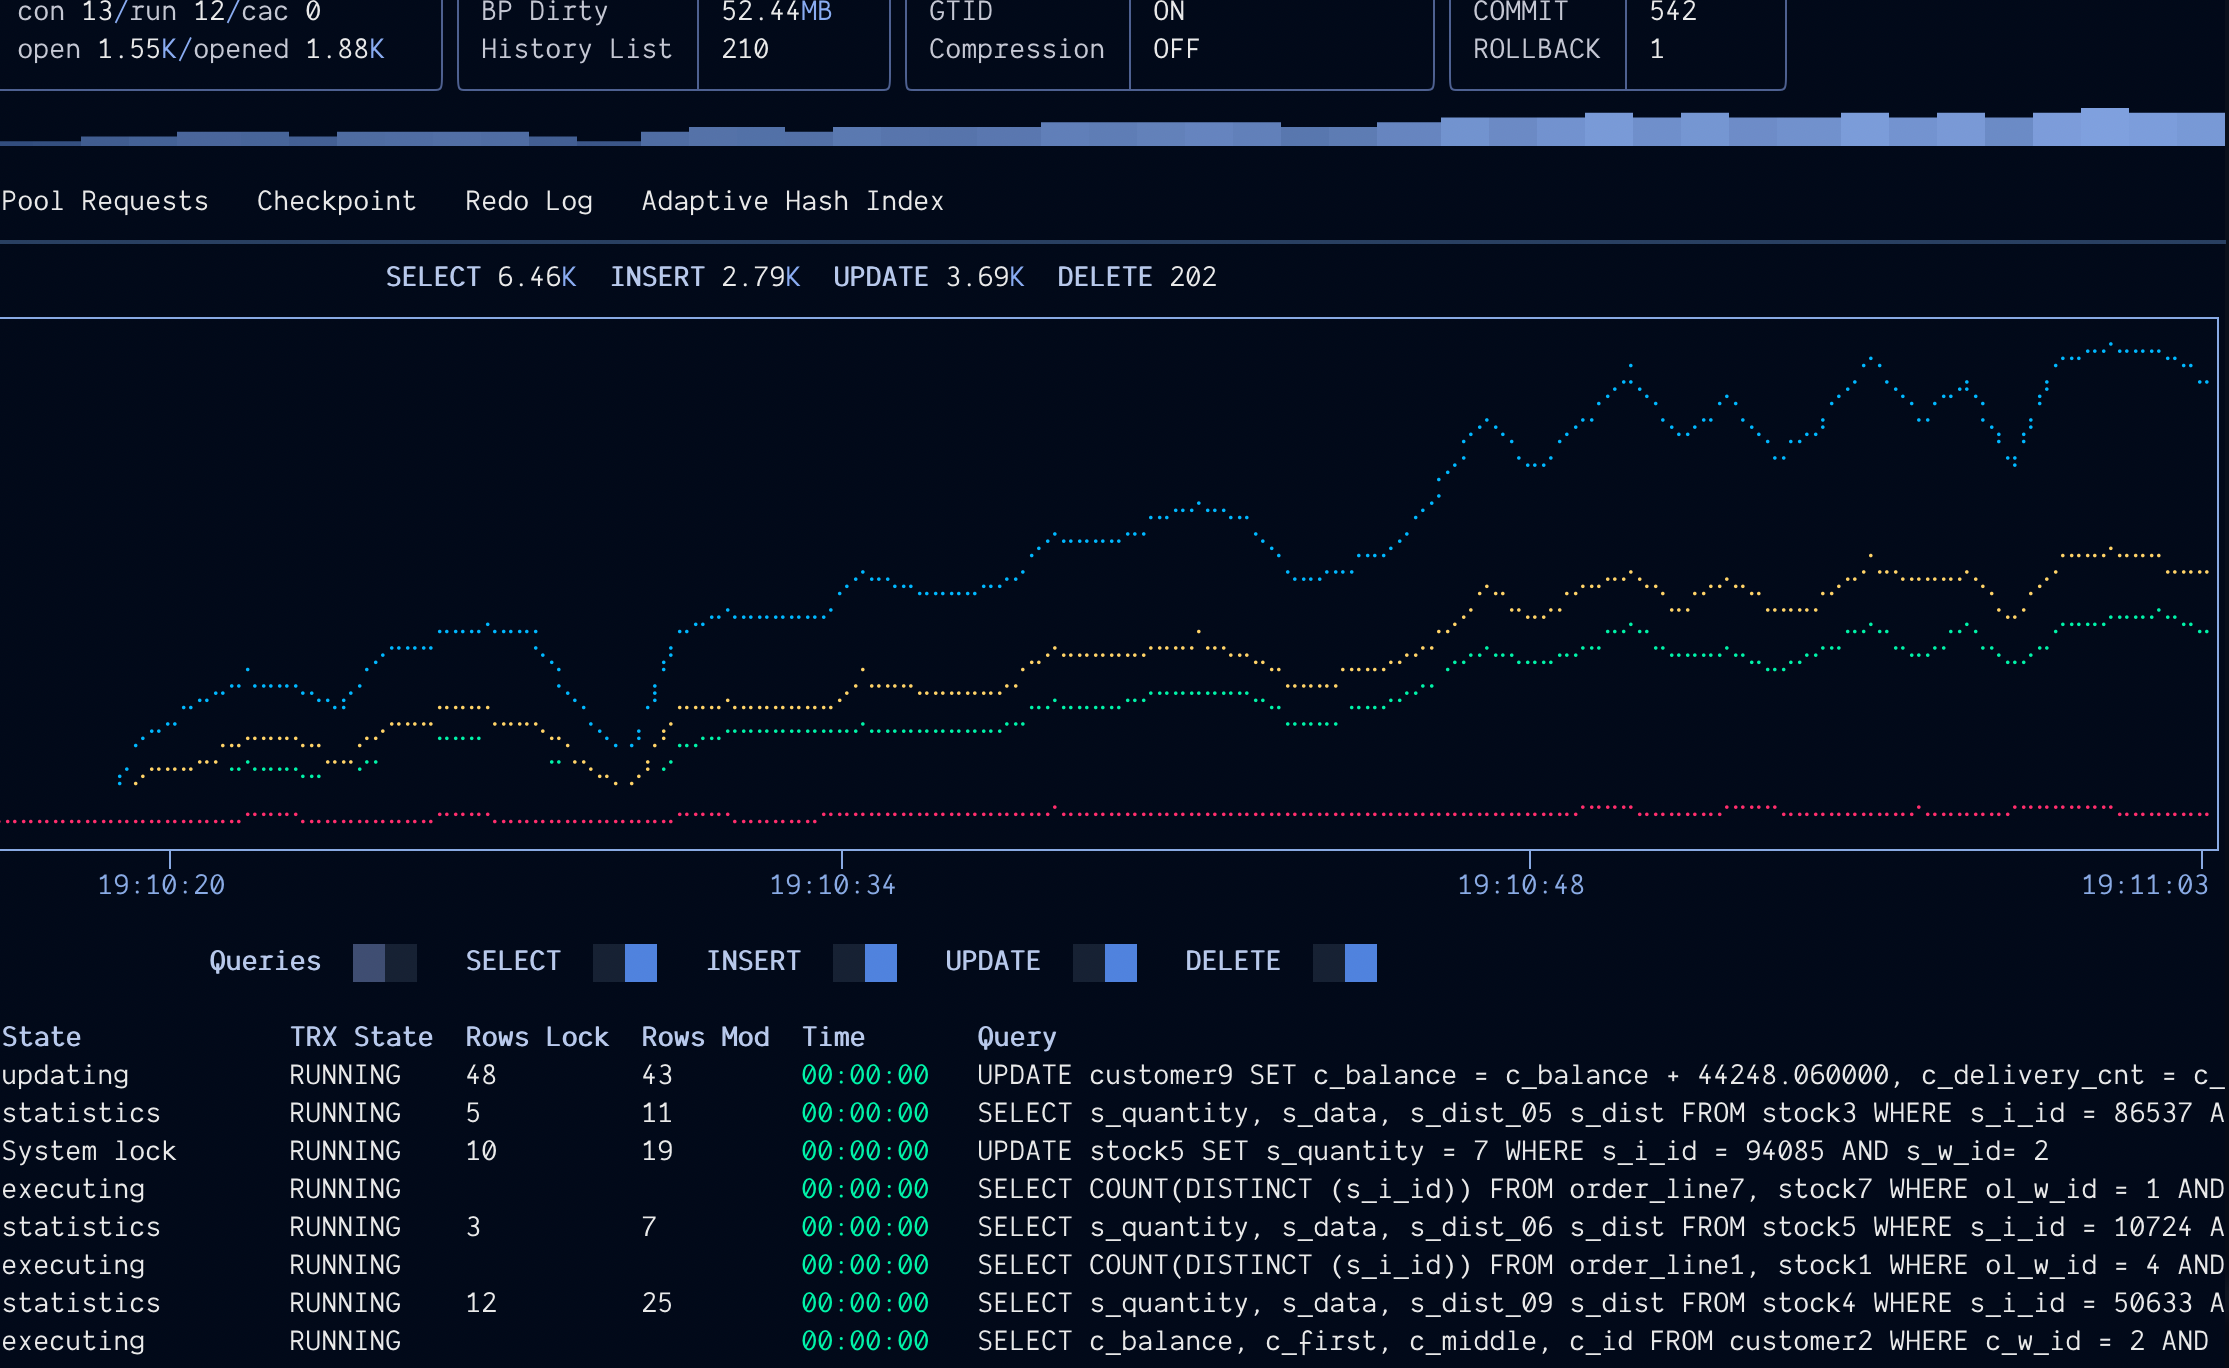 con 13/run 12/cac 0 BP Dirty 52.44MB GTID ON COMMIT 542
open 1.55K/opened 1.88K History List 210 Compression OFF ROLLBACK 1
Pool Requests Checkpoint Redo Log Adaptive Hash Index
SELECT 6.46K INSERT 2.79K UPDATE 3.69K DELETE 202
19:10:20 19:10:34 19:10:48 19:11:03
Queries SELECT INSERT UPDATE DELETE
State TRX State Rows Lock Rows Mod Time Query
updating RUNNING 48 43 00:00:00 UPDATE customer9 SET c_balance = c_balance + 44248.060000, c_delivery_cnt = c_
statistics RUNNING 5 11 00:00:00 SELECT s_quantity, s_data, s_dist_05 s_dist FROM stock3 WHERE s_i_id = 86537 A
System lock RUNNING 10 19 00:00:00 UPDATE stock5 SET s_quantity = 7 WHERE s_i_id = 94085 AND s_w_id= 2
executing RUNNING 00:00:00 SELECT COUNT(DISTINCT (s_i_id)) FROM order_line7, stock7 WHERE ol_w_id = 1 AND
statistics RUNNING 3 7 00:00:00 SELECT s_quantity, s_data, s_dist_06 s_dist FROM stock5 WHERE s_i_id = 10724 A
executing RUNNING 00:00:00 SELECT COUNT(DISTINCT (s_i_id)) FROM order_line1, stock1 WHERE ol_w_id = 4 AND
statistics RUNNING 12 25 00:00:00 SELECT s_quantity, s_data, s_dist_09 s_dist FROM stock4 WHERE s_i_id = 50633 A
executing RUNNING 00:00:00 SELECT c_balance, c_first, c_middle, c_id FROM customer2 WHERE c_w_id = 2 AND